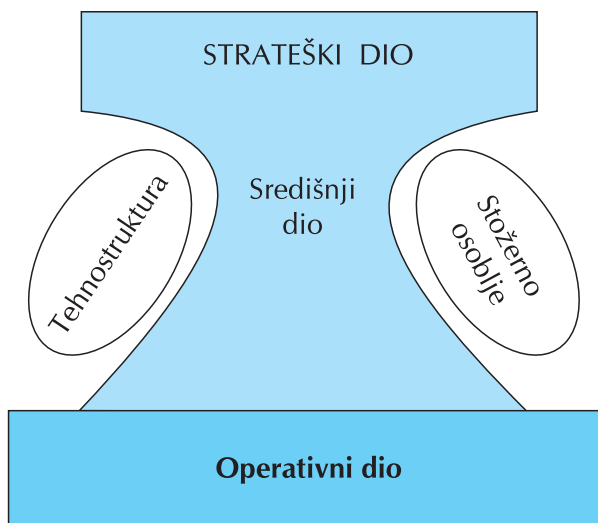 STRATEŠKI DIO
Tehnostruktura
Središnji
dio
Stožerno
osoblje
Operativni dio